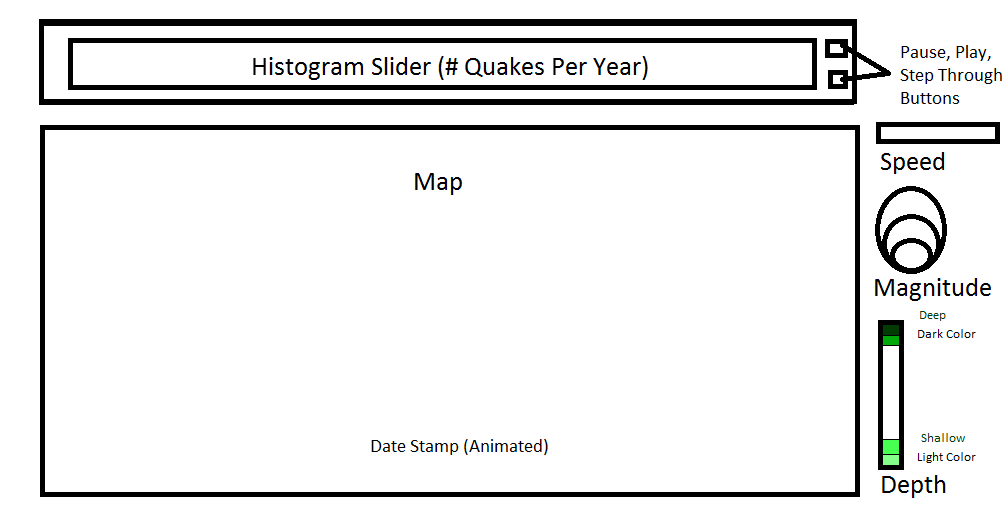 Histogram Slider (# Quakes Per Year)
Pause, Play,
Step Through
Buttons
Speed
Map
Magnitude
Deep
Dark Color
Date Stamp (Animated)
Shallow
Light Color
Depth